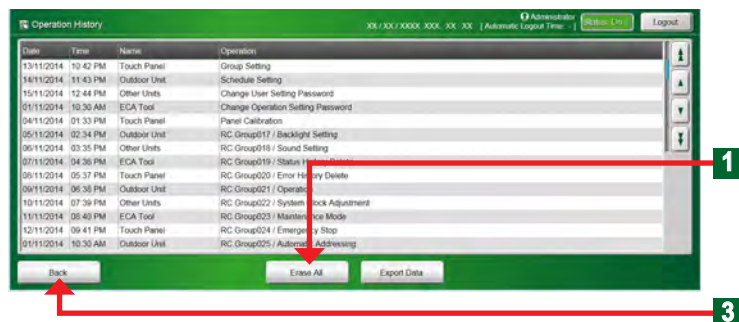 Operation History
XX/XX/XXXX XXX, XX : XX [ Automatic Logout Time: - ]
Administrator
Status: On
Logout
Date Time Name Operation
13/11/2014 10:42 PM Touch Panel Group Setting
14/11/2014 11:43 PM Outdoor Unit Schedule Setting
15/11/2014 12:44 PM Other Units Change User Setting Password
01/11/2014 10:30 AM ECA Tool Change Operation Setting Password
04/11/2014 01:33 PM Touch Panel Panel Calibration
05/11/2014 02:34 PM Outdoor Unit RC Group017 / Backlight Setting
06/11/2014 03:35 PM Other Units RC Group018 / Sound Setting
07/11/2014 04:36 PM ECA Tool RC Group019 / Status History Delete
08/11/2014 05:37 PM Touch Panel RC Group020 / Error History Delete
09/11/2014 06:38 PM Outdoor Unit RC Group021 / Operation
10/11/2014 07:39 PM Other Units RC Group022 / System Clock Adjustment
11/11/2014 08:40 PM ECA Tool RC Group023 / Maintenance Mode
12/11/2014 09:41 PM Touch Panel RC Group024 / Emergency Stop
01/11/2014 10:30 AM Outdoor Unit RC Group025 / Automatic Addressing
1
Back Erase All Export Data
3